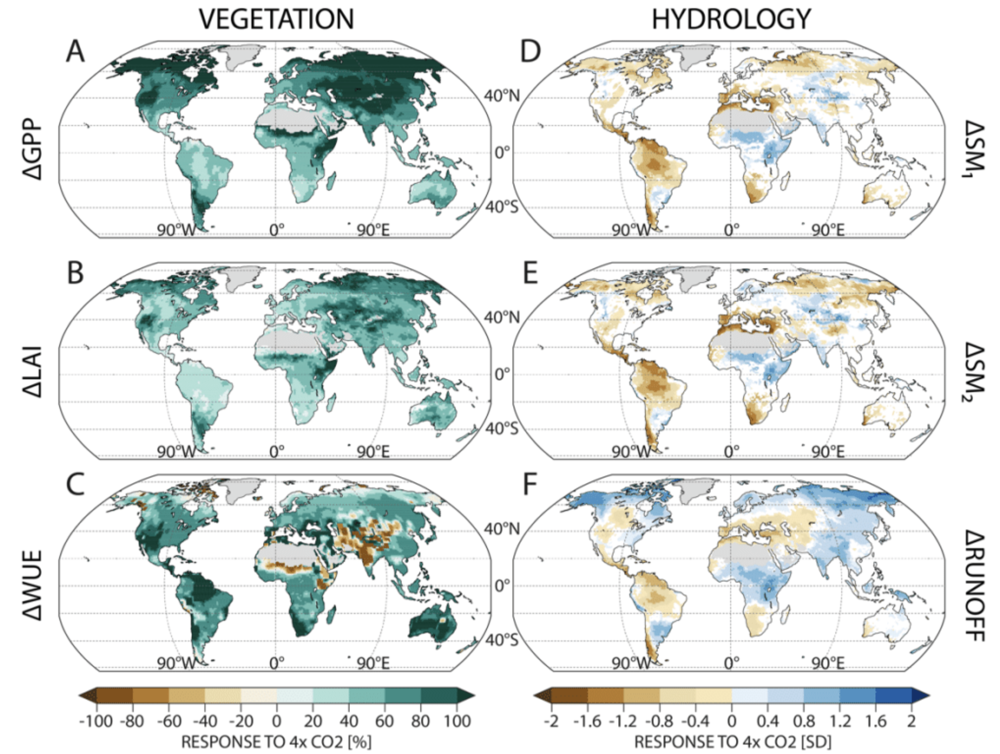 VEGETATION
HYDROLOGY
A
D
ΔGPP
40°N
0°
40°S
90°W 0° 90°E
90°W 0° 90°E
ΔSM1
B
E
ΔLAI
40°N
0°
40°S
90°W 0° 90°E
90°W 0° 90°E
ΔSM2
C
F
ΔWUE
40°N
0°
40°S
90°W 0° 90°E
90°W 0° 90°E
ΔRUNOFF
-100 -80 -60 -40 -20 0 20 40 60 80 100
RESPONSE TO 4x CO2 [%]
-2 -1.6 -1.2 -0.8 -0.4 0 0.4 0.8 1.2 1.6 2
RESPONSE TO 4x CO2 [SD]